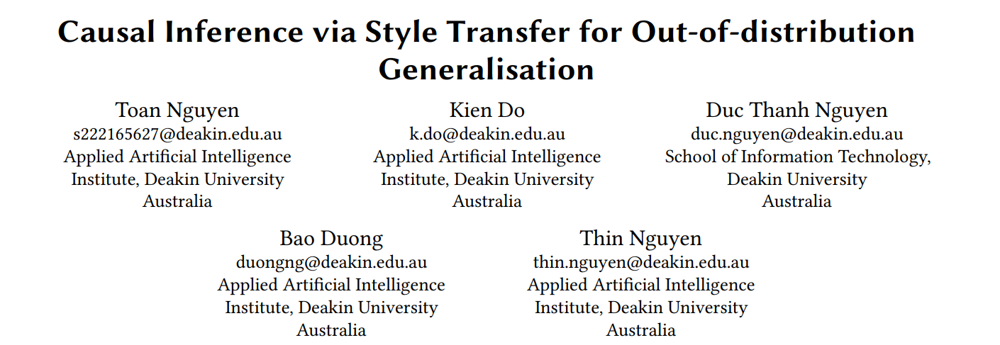 Causal Inference via Style Transfer for Out-of-distribution
Generalisation
Toan Nguyen
s222165627@deakin.edu.au
Applied Artificial Intelligence
Institute, Deakin University
Australia
Kien Do
k.do@deakin.edu.au
Applied Artificial Intelligence
Institute, Deakin University
Australia
Duc Thanh Nguyen
duc.nguyen@deakin.edu.au
School of Information Technology,
Deakin University
Australia
Bao Duong
duongng@deakin.edu.au
Applied Artificial Intelligence
Institute, Deakin University
Australia
Thin Nguyen
thin.nguyen@deakin.edu.au
Applied Artificial Intelligence
Institute, Deakin University
Australia